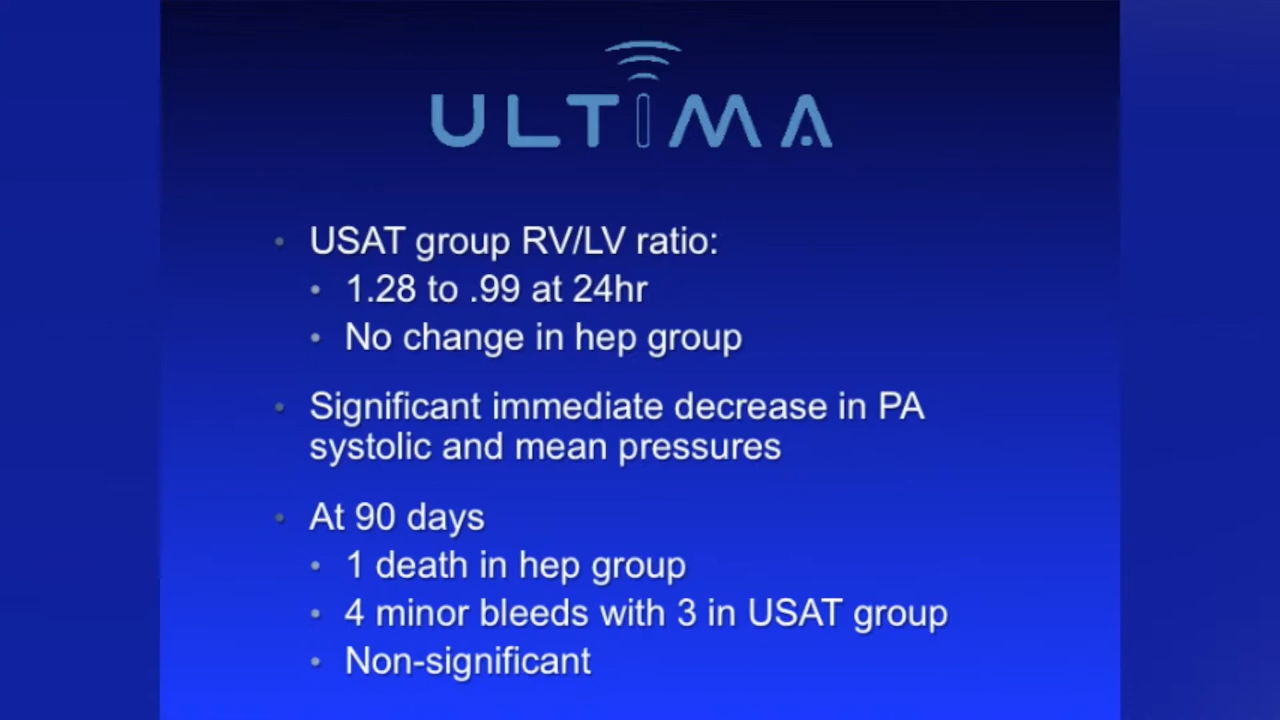 ULTIMA
USAT group RV/LV ratio:
1.28 to .99 at 24hr
No change in hep group
Significant immediate decrease in PA
systolic and mean pressures
At 90 days
1 death in hep group
4 minor bleeds with 3 in USAT group
Non-significant